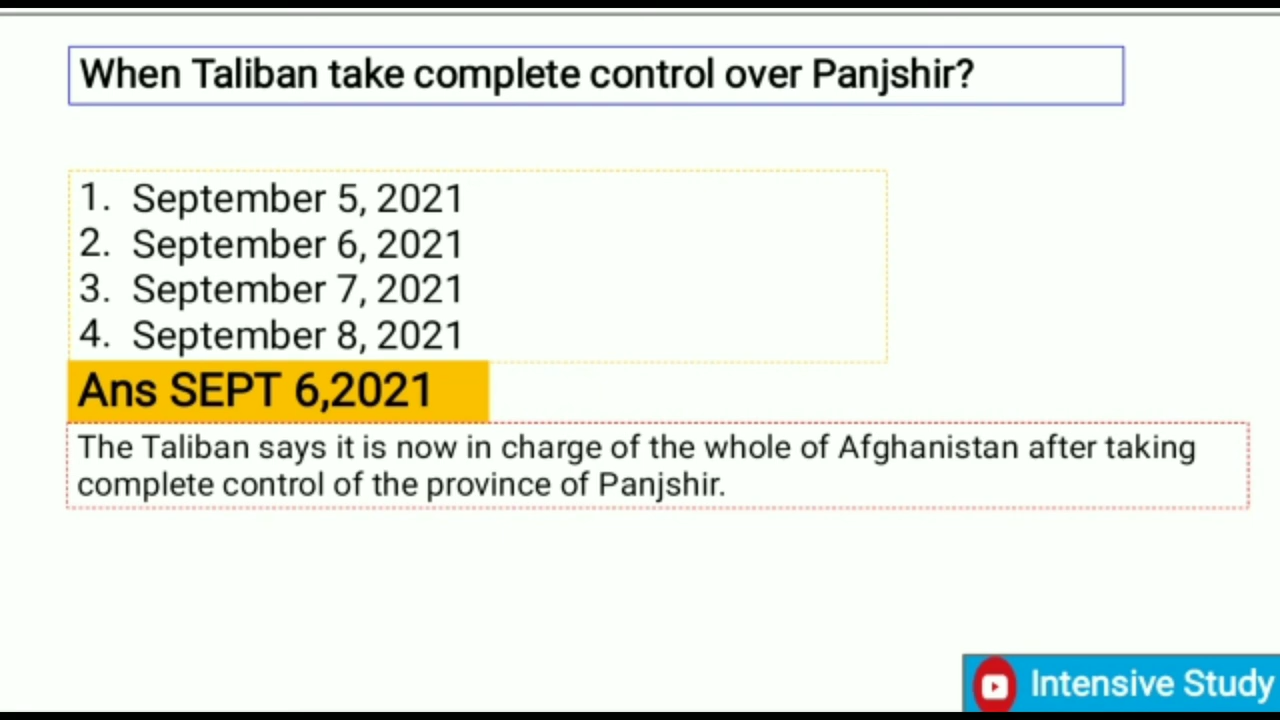 When Taliban take complete control over Panjshir?
1. September 5, 2021
2. September 6, 2021
3. September 7, 2021
4. September 8, 2021
Ans SEPT 6,2021
The Taliban says it is now in charge of the whole of Afghanistan after taking
complete control of the province of Panjshir.
Intensive Study